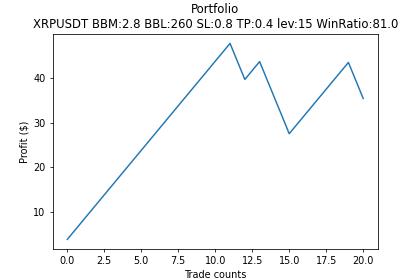 Portfolio
XRPUSDT BBM:2.8 BBL:260 SL:0.8 TP:0.4 lev:15 WinRatio:81.0
40
30
20
10
Profit ($)
0.0 2.5 5.0 7.5 10.0 12.5 15.0 17.5 20.0
Trade counts